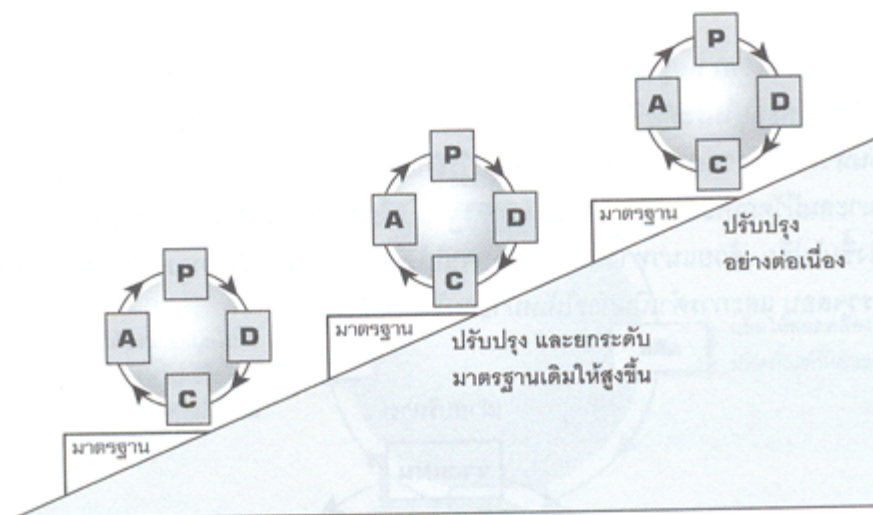 P
A
D
C
มาตรฐาน
ปรับปรุง
อย่างต่อเนื่อง
P
A
D
C
มาตรฐาน
ปรับปรุง และยกระดับ
มาตรฐานเดิมให้สูงขึ้น
P
A
D
C
มาตรฐาน